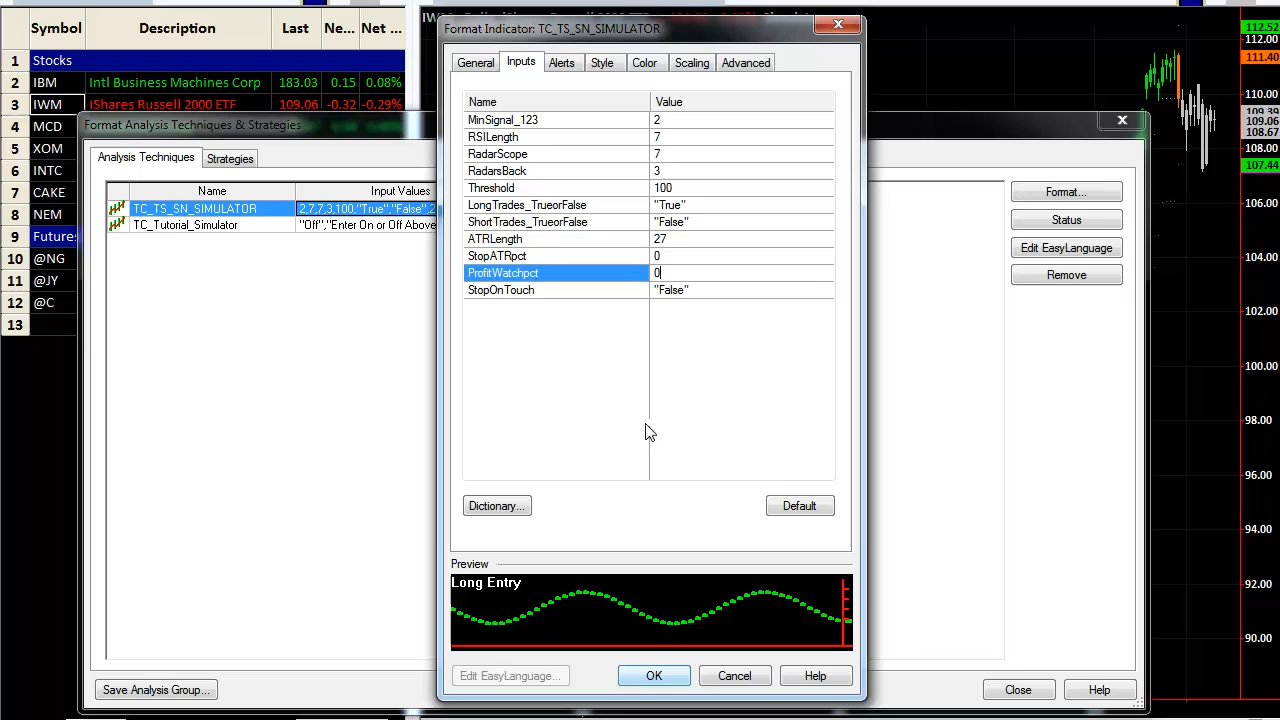 Symbol Description Last Ne... Net ...
1 Stocks
2 IBM Intl Business Machines Corp 183.03 0.15 0.08%
3 IWM iShares Russell 2000 ETF 109.06 -0.32 -0.29%
4 MCD
5 XOM
6 INTC
7 CAKE
8 NEM
9 Futures
10 @NG
11 @JY
12 @C
13
Format Analysis Techniques & Strategies
Analysis Techniques Strategies
Name Input Values
TC_TS_SN_SIMULATOR 2,7,7,3,100,"True","False",2
TC_Tutorial_Simulator "Off","Enter On or Off Above
Format...
Status
Edit EasyLanguage
Remove
Save Analysis Group...
Close Help
Format Indicator: TC_TS_SN_SIMULATOR
General Inputs Alerts Style Color Scaling Advanced
Name Value
MinSignal_123 2
RSILength 7
RadarScope 7
RadarsBack 3
Threshold 100
LongTrades_TrueorFalse "True"
ShortTrades_TrueorFalse "False"
ATRLength 27
StopATRpct 0
ProfitWatchpct 0
StopOnTouch "False"
Dictionary... Default
Preview
Long Entry
Edit EasyLanguage... OK Cancel Help
112.52
112.00
111.40
110.00
109.39
109.06
108.67
108.00
107.44
106.00
104.00
102.00
100.00
98.00
96.00
94.00
92.00
90.00